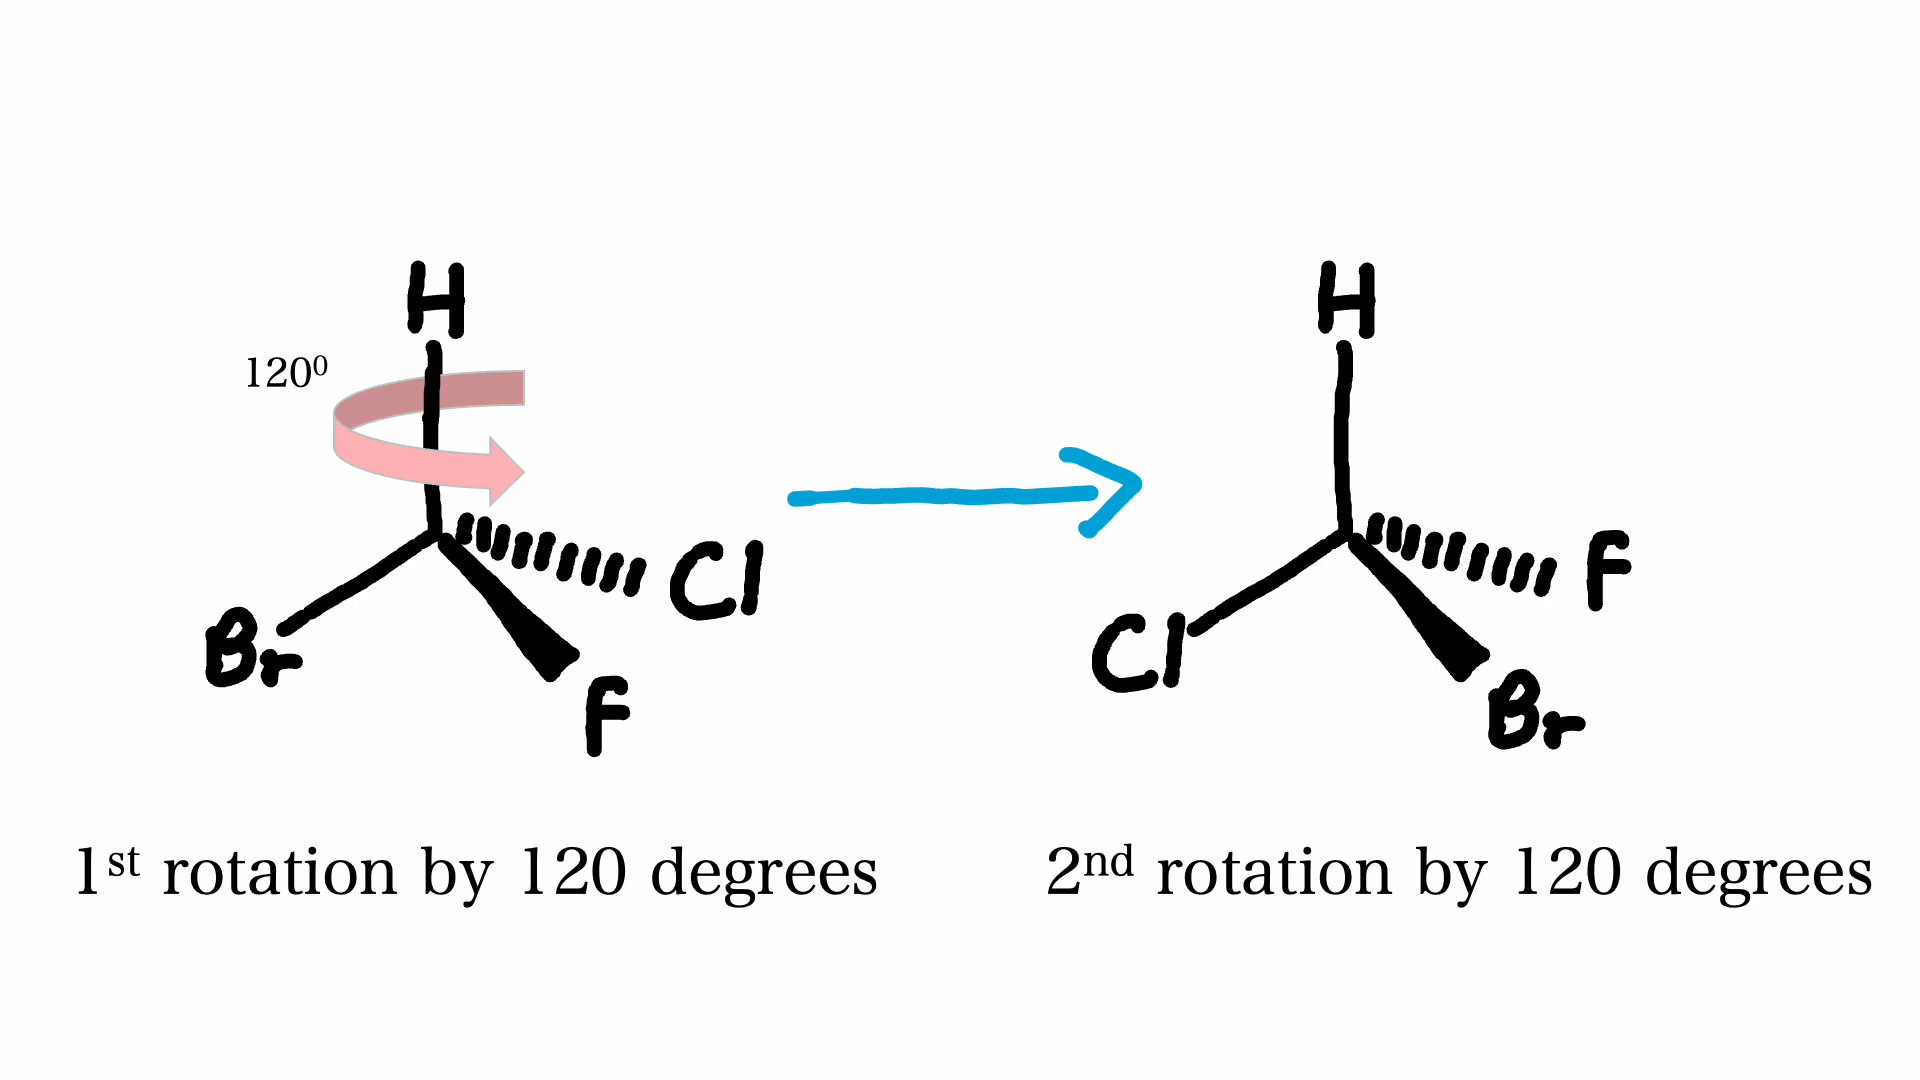 H
H
120⁰
Cl
F
Br
Cl
F
Br
1st rotation by 120 degrees
2nd rotation by 120 degrees